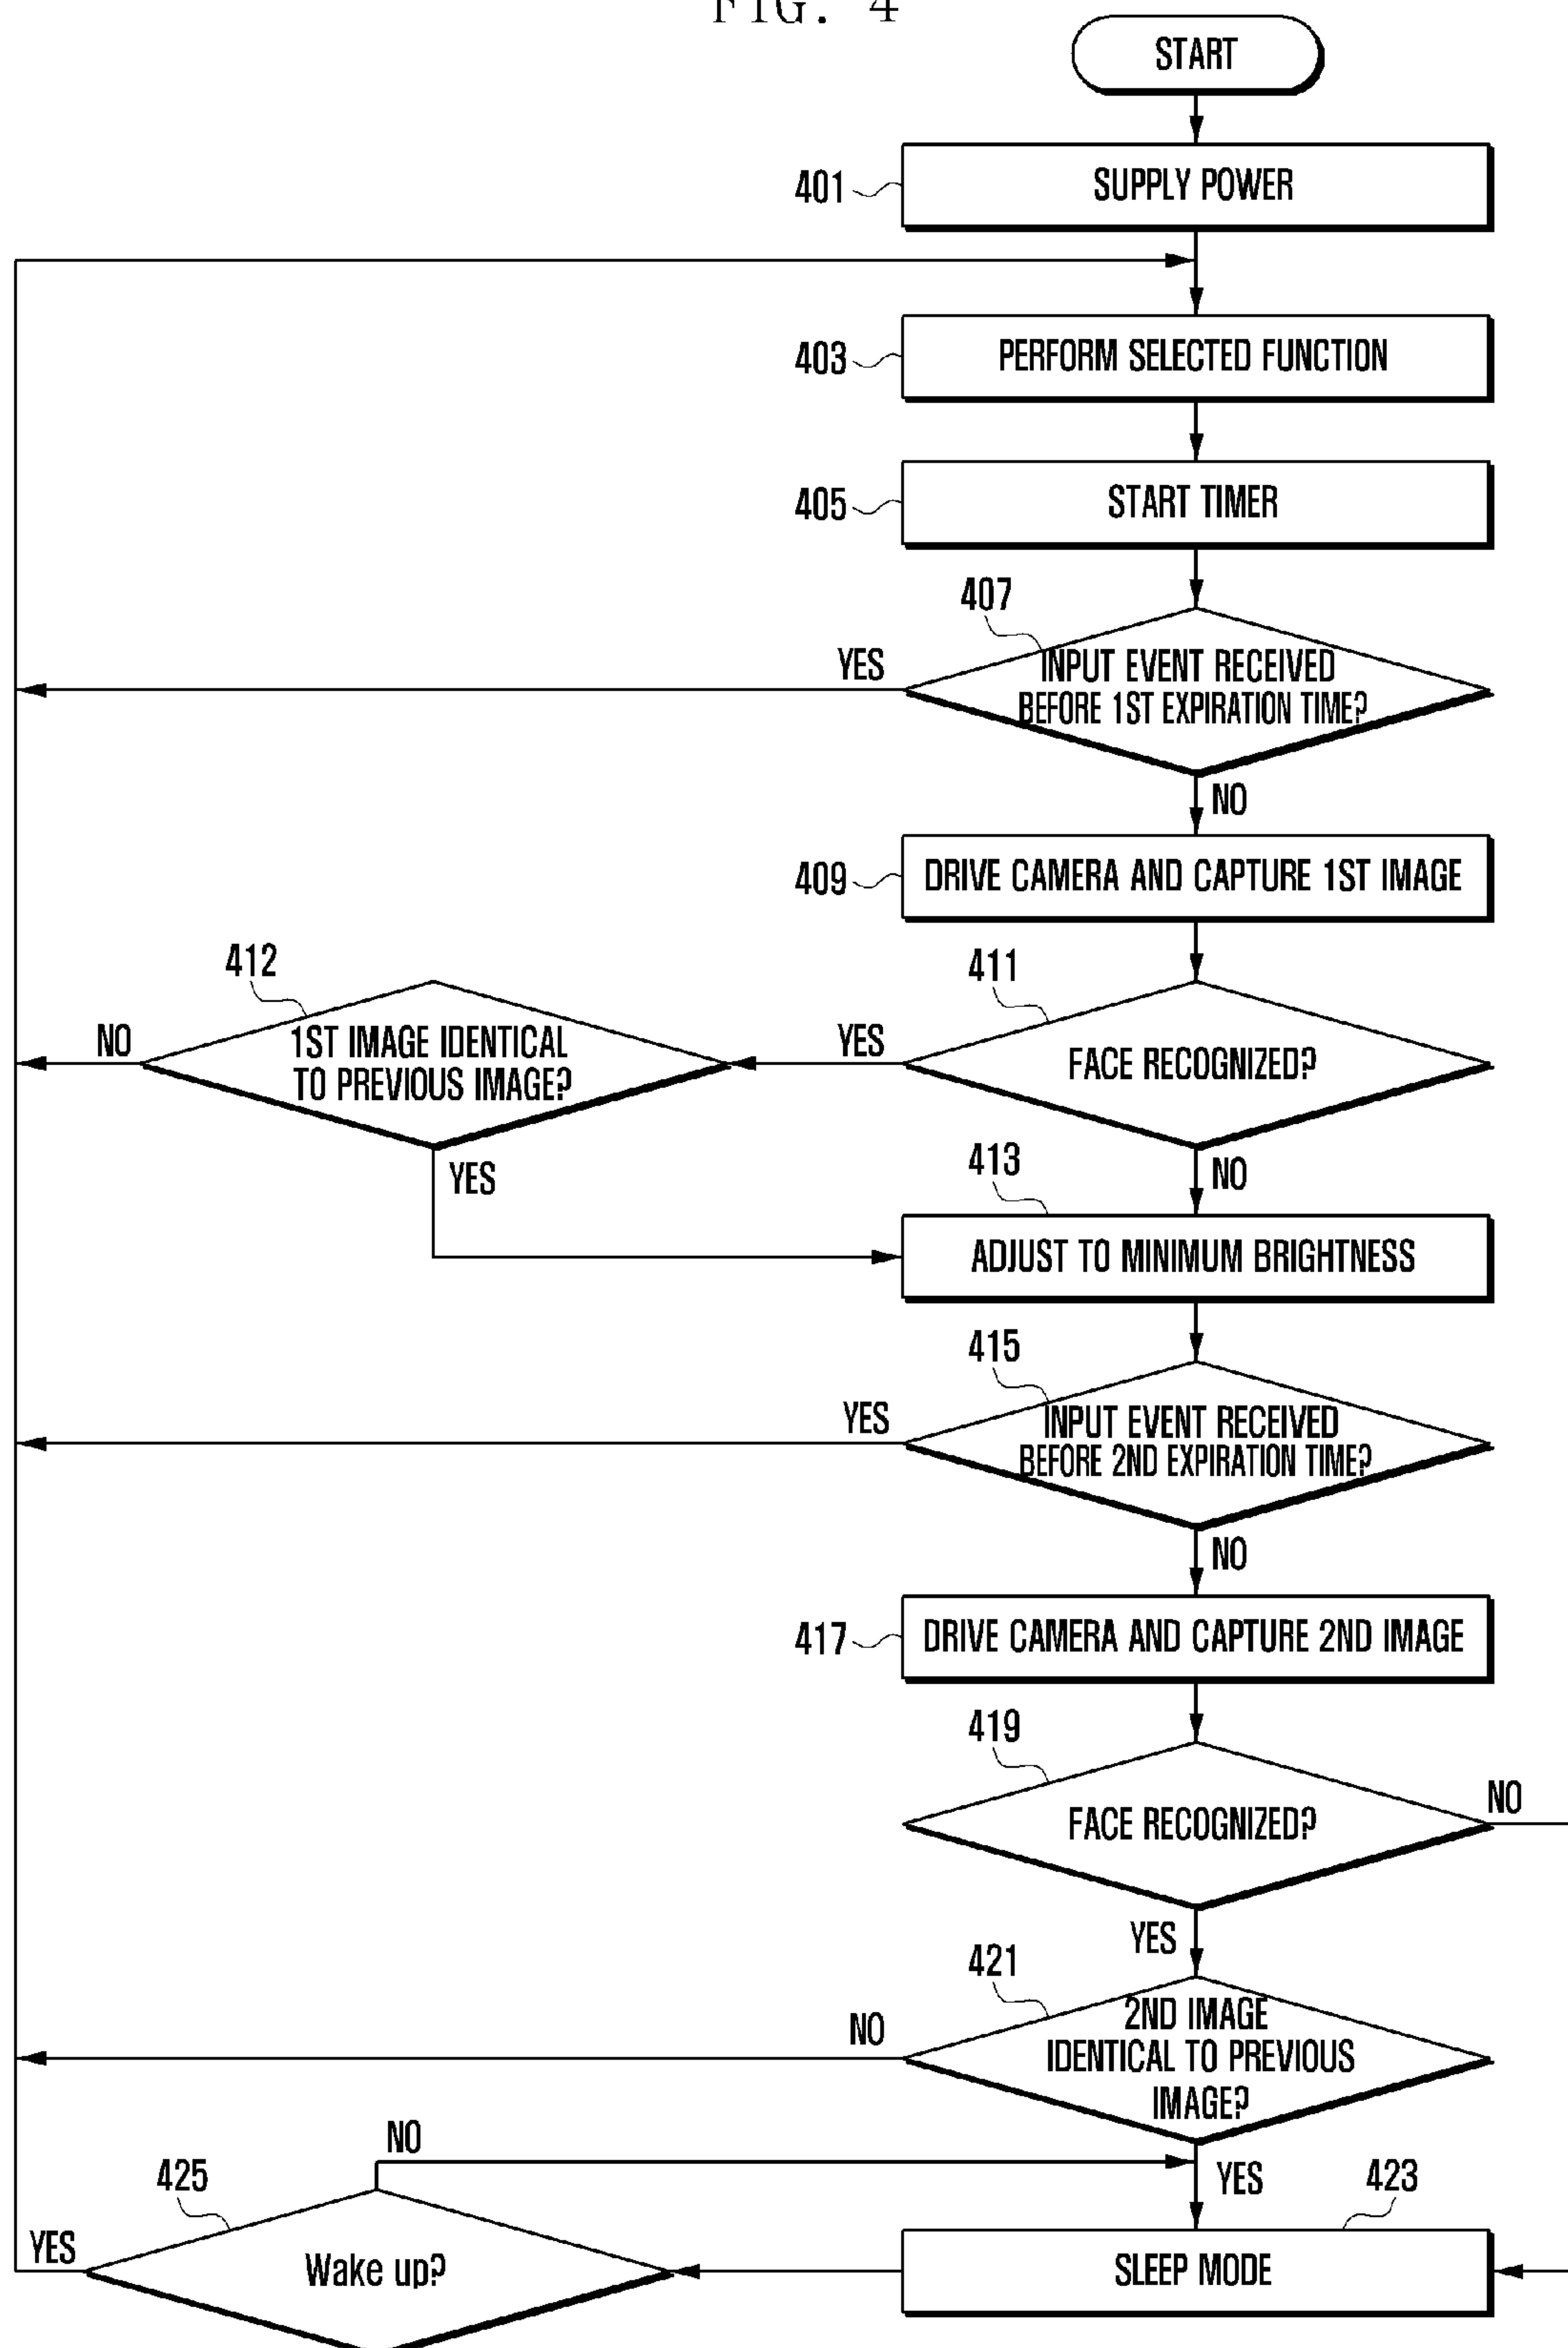 FIG. 4
START
401
SUPPLY POWER
403
PERFORM SELECTED FUNCTION
405
START TIMER
407
YES
INPUT EVENT RECEIVED
BEFORE 1ST EXPIRATION TIME?
NO
409
DRIVE CAMERA AND CAPTURE 1ST IMAGE
412
411
NO
1ST IMAGE IDENTICAL
TO PREVIOUS IMAGE?
YES
FACE RECOGNIZED?
YES
413
NO
ADJUST TO MINIMUM BRIGHTNESS
415
YES
INPUT EVENT RECEIVED
BEFORE 2ND EXPIRATION TIME?
NO
417
DRIVE CAMERA AND CAPTURE 2ND IMAGE
419
NO
FACE RECOGNIZED?
YES
421
NO
2ND IMAGE
IDENTICAL TO PREVIOUS
IMAGE?
NO
425
YES
423
YES
Wake up?
SLEEP MODE